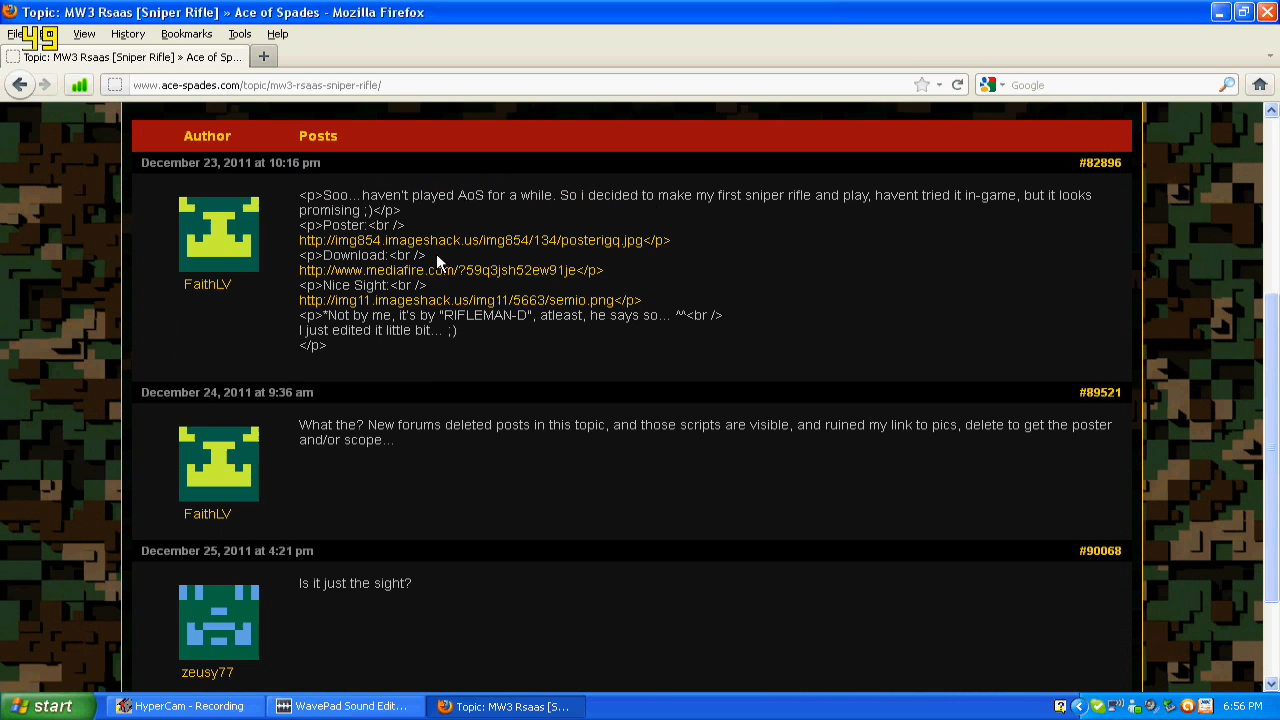 Topic: MW3 Rsaas [Sniper Rifle] » Ace of Spades - Mozilla Firefox
49
View History Bookmarks Tools Help
Topic: MW3 Rsaas [Sniper Rifle] » Ace of Sp...
www.ace-spades.com/topic/mw3-rsaas-sniper-rifle/
Google
Author Posts
December 23, 2011 at 10:16 pm #82896
<p>Soo...haven't played AoS for a while. So i decided to make my first sniper rifle and play, havent tried it in-game, but it looks
promising ;)</p>
<p>Poster:<br />
http://img854.imageshack.us/img854/134/posterigq.jpg</p>
<p>Download:<br />
http://www.mediafire.com/?59q3jsh52ew91je</p>
<p>Nice Sight:<br />
http://img11.imageshack.us/img11/5663/semio.png</p>
<p>*Not by me, it's by "RIFLEMAN-D", atleast, he says so... ^^<br />
I just edited it little bit... ;)
</p>
FaithLV
December 24, 2011 at 9:36 am #89521
What the? New forums deleted posts in this topic, and those scripts are visible, and ruined my link to pics, delete to get the poster
and/or scope...
FaithLV
December 25, 2011 at 4:21 pm #90068
Is it just the sight?
zeusy77
start HyperCam - Recording WavePad Sound Edit... Topic: MW3 Rsaas [S... 6:56 PM